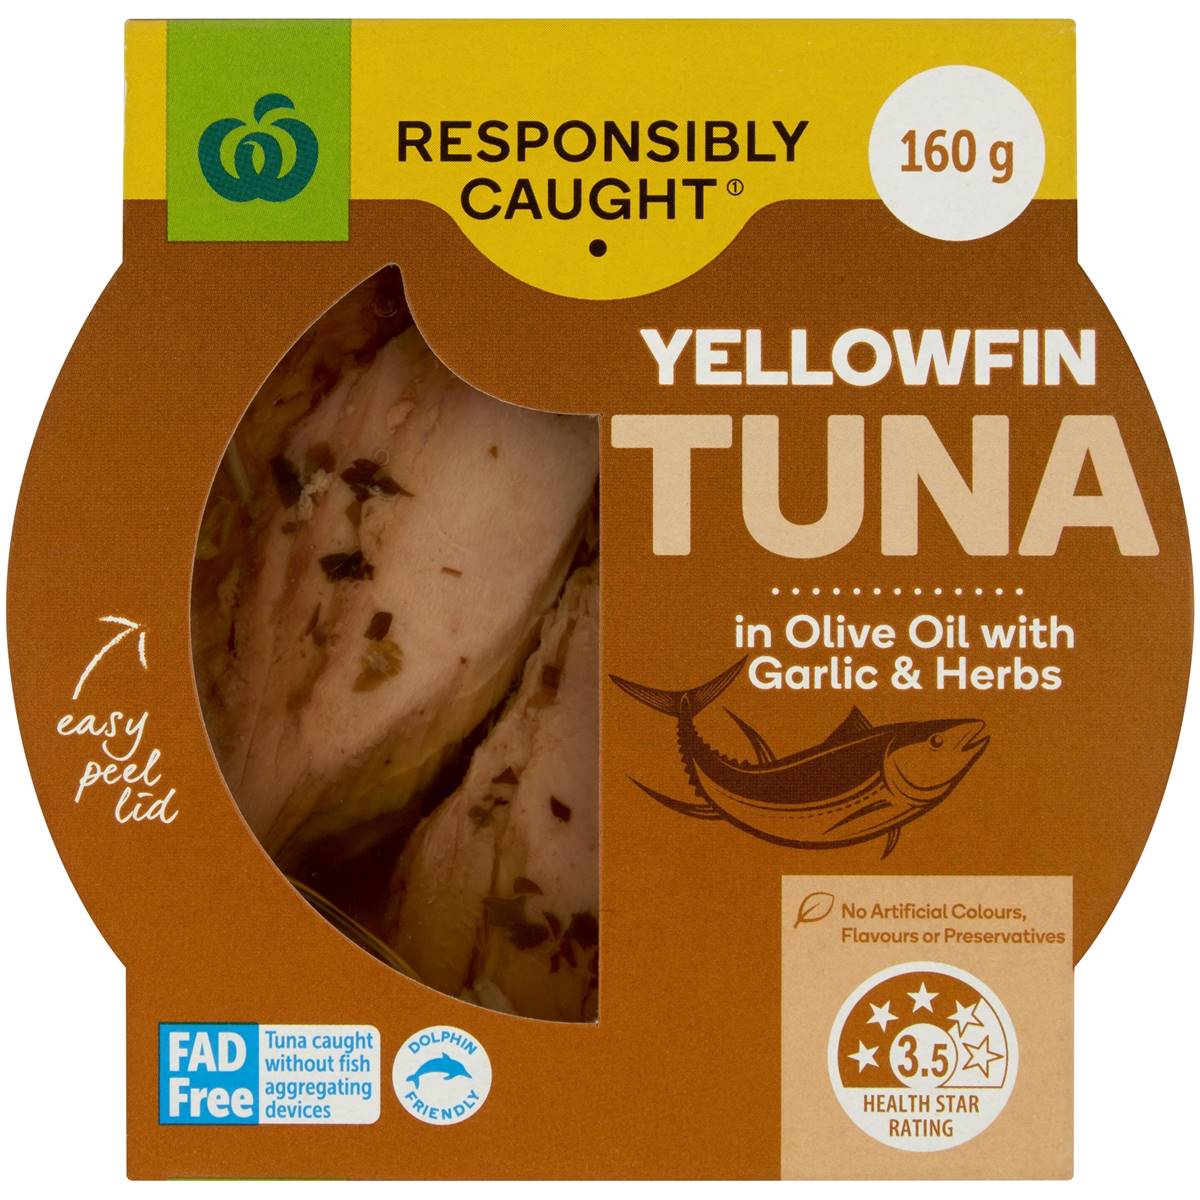 RESPONSIBLY
CAUGHT①
160 g
YELLOWFIN
TUNA
in Olive Oil with
Garlic & Herbs
easy
peel
lid
No Artificial Colours,
Flavours or Preservatives
3.5
HEALTH STAR
RATING
FAD
Free
Tuna caught
without fish
aggregating
devices
DOLPHIN
FRIENDLY